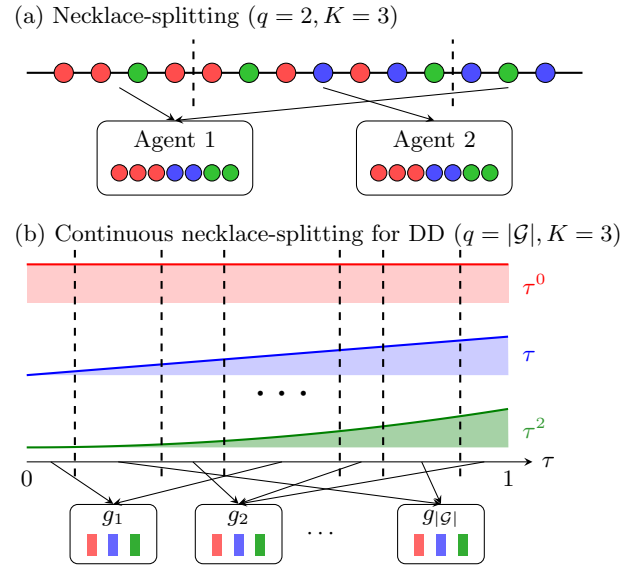 (a) Necklace-splitting (q = 2, K = 3)
Agent 1
Agent 2
(b) Continuous necklace-splitting for DD (q = |𝒢|, K = 3)
τ⁰
τ
· · ·
τ²
0
1
τ
g₁
g₂
· · ·
g_{|𝒢|}